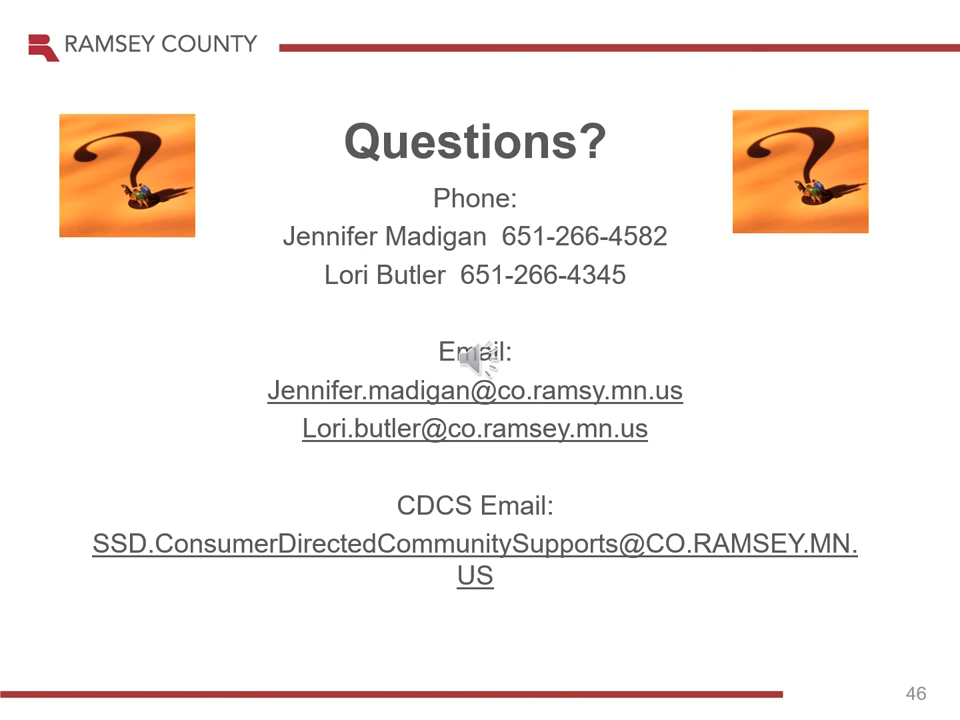 RAMSEY COUNTY
Questions?
Phone:
Jennifer Madigan 651-266-4582
Lori Butler 651-266-4345
Email:
Jennifer.madigan@co.ramsy.mn.us
Lori.butler@co.ramsey.mn.us
CDCS Email:
SSD.ConsumerDirectedCommunitySupports@CO.RAMSEY.MN.
US
46